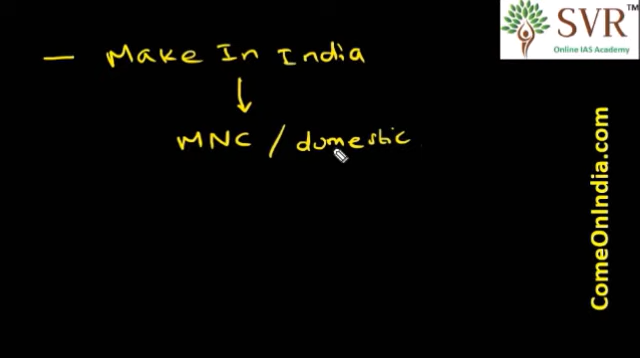 — Make In India
MNC / domestic
SVR™
Online IAS Academy
ComeOnIndia.com